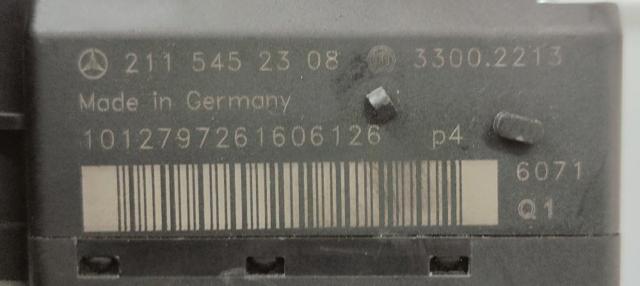 211 545 23 08 3300.2213
Made in Germany
1012797261606126 p4
6071
Q1